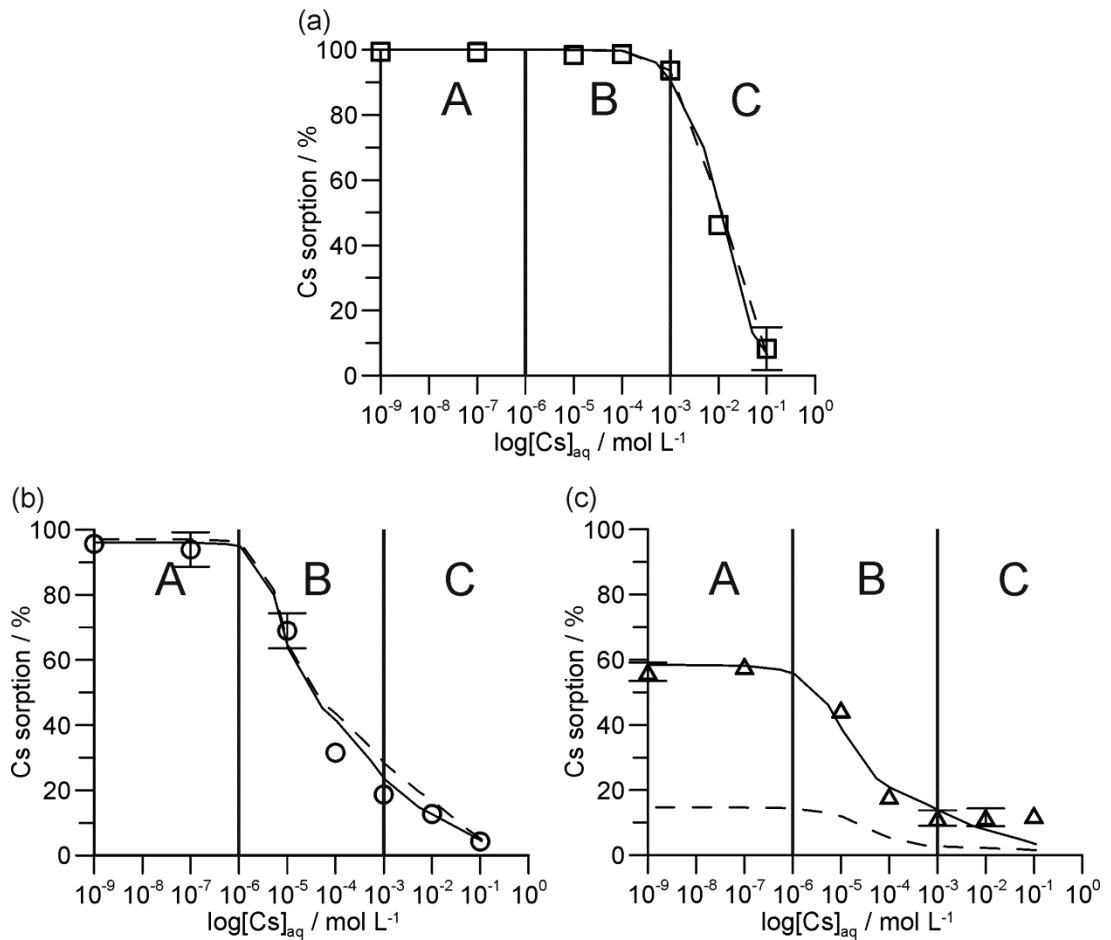 (a)
100
80
60
40
20
0
Cs sorption / %
A B C
10⁻⁹ 10⁻⁸ 10⁻⁷ 10⁻⁶ 10⁻⁵ 10⁻⁴ 10⁻³ 10⁻² 10⁻¹ 10⁰
log[Cs]ₐq / mol L⁻¹
(b)
100
80
60
40
20
0
Cs sorption / %
A B C
10⁻⁹ 10⁻⁸ 10⁻⁷ 10⁻⁶ 10⁻⁵ 10⁻⁴ 10⁻³ 10⁻² 10⁻¹ 10⁰
log[Cs]ₐq / mol L⁻¹
(c)
100
80
60
40
20
0
Cs sorption / %
A B C
10⁻⁹ 10⁻⁸ 10⁻⁷ 10⁻⁶ 10⁻⁵ 10⁻⁴ 10⁻³ 10⁻² 10⁻¹ 10⁰
log[Cs]ₐq / mol L⁻¹